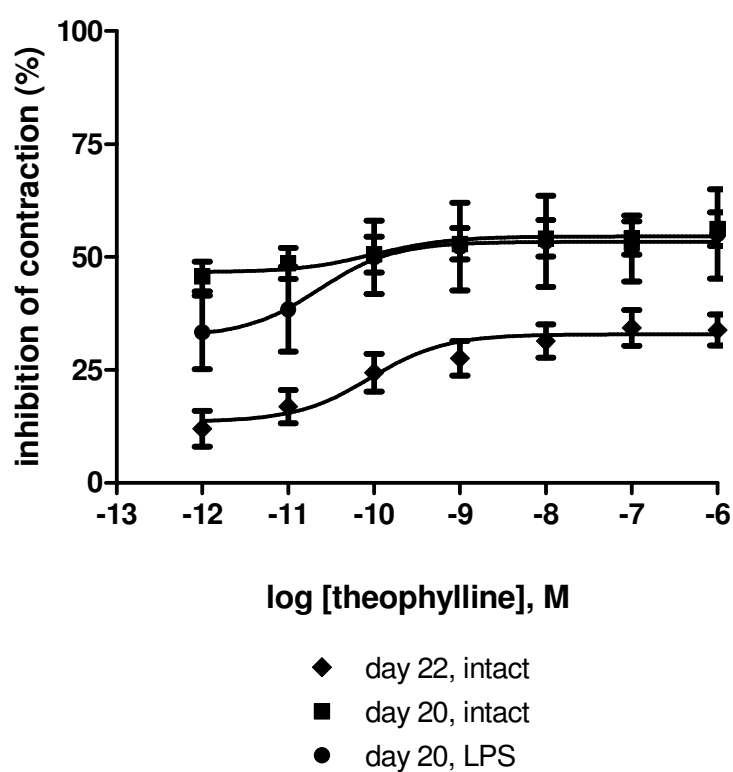 inhibition of contraction (%)
100
75
50
25
0
-13 -12 -11 -10 -9 -8 -7 -6
log [theophylline], M
day 22, intact
day 20, intact
day 20, LPS